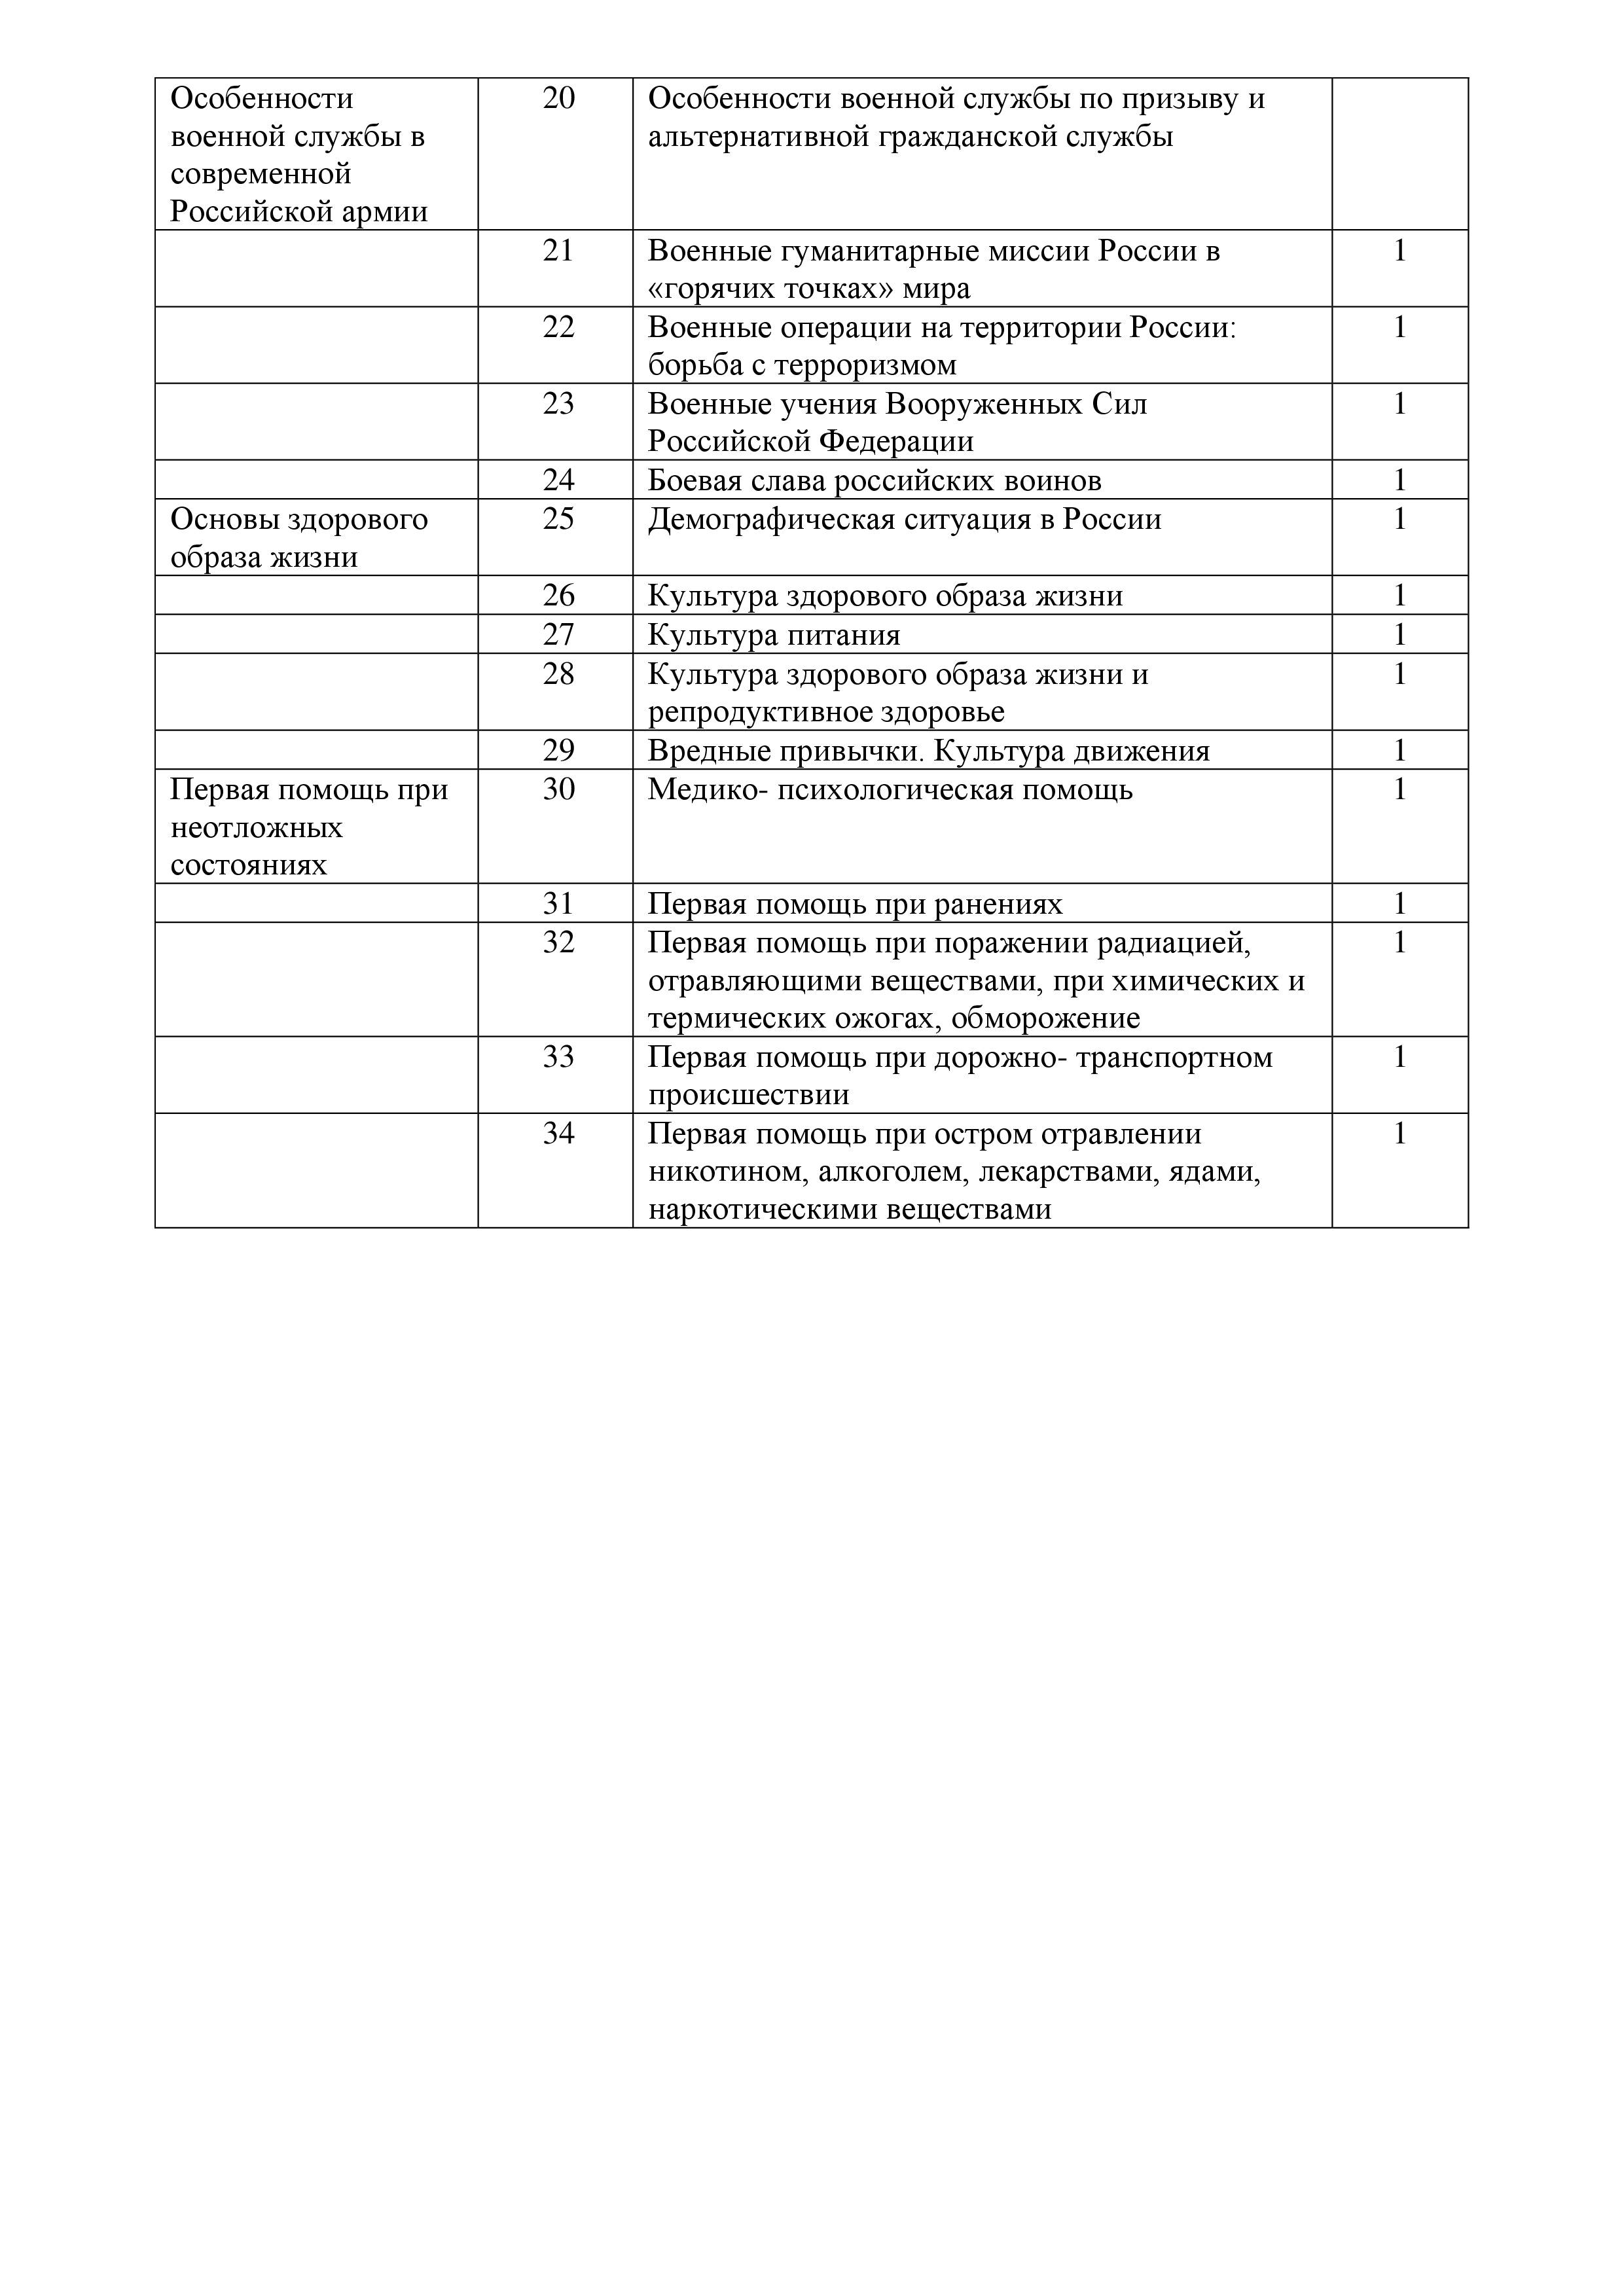 Особенности
военной службы в
современной
Российской армии
20
Особенности военной службы по призыву и
альтернативной гражданской службы
21
Военные гуманитарные миссии России в
«горячих точках» мира
1
22
Военные операции на территории России:
борьба с терроризмом
1
23
Военные учения Вооруженных Сил
Российской Федерации
1
24
Боевая слава российских воинов
1
Основы здорового
образа жизни
25
Демографическая ситуация в России
1
26
Культура здорового образа жизни
1
27
Культура питания
1
28
Культура здорового образа жизни и
репродуктивное здоровье
1
29
Вредные привычки. Культура движения
1
Первая помощь при
неотложных
состояниях
30
Медико- психологическая помощь
1
31
Первая помощь при ранениях
1
32
Первая помощь при поражении радиацией,
отравляющими веществами, при химических и
термических ожогах, обморожение
1
33
Первая помощь при дорожно- транспортном
происшествии
1
34
Первая помощь при остром отравлении
никотином, алкоголем, лекарствами, ядами,
наркотическими веществами
1